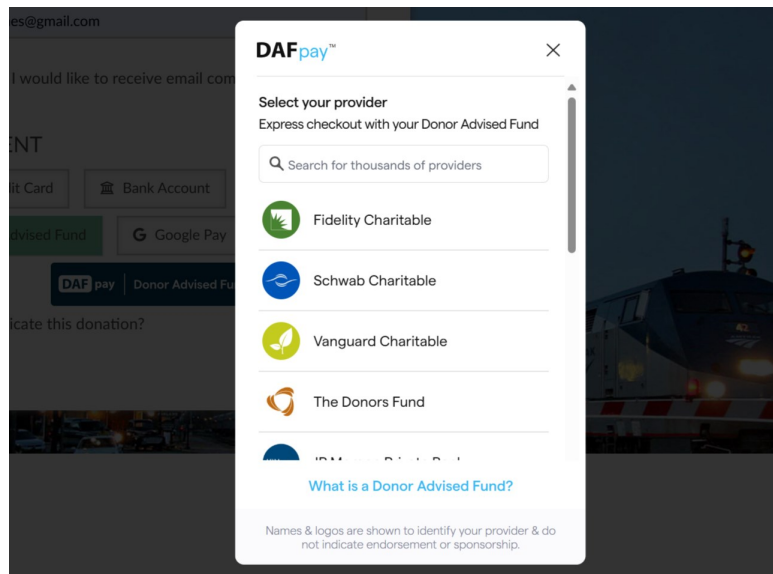 es@gmail.com
I would like to receive email com
ENT
dit Card
Bank Account
dvised Fund
G Google Pay
DAF pay | Donor Advised Fu
icate this donation?
DAFpay™
Select your provider
Express checkout with your Donor Advised Fund
Search for thousands of providers
Fidelity Charitable
Schwab Charitable
Vanguard Charitable
The Donors Fund
What is a Donor Advised Fund?
Names & logos are shown to identify your provider & do
not indicate endorsement or sponsorship.